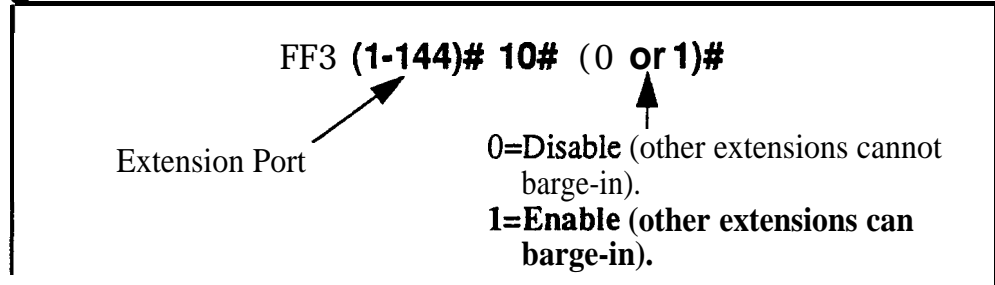 FF3 (1-144)# 10# (0 or 1)#
Extension Port
0=Disable (other extensions cannot
barge-in).
1=Enable (other extensions can
barge-in).